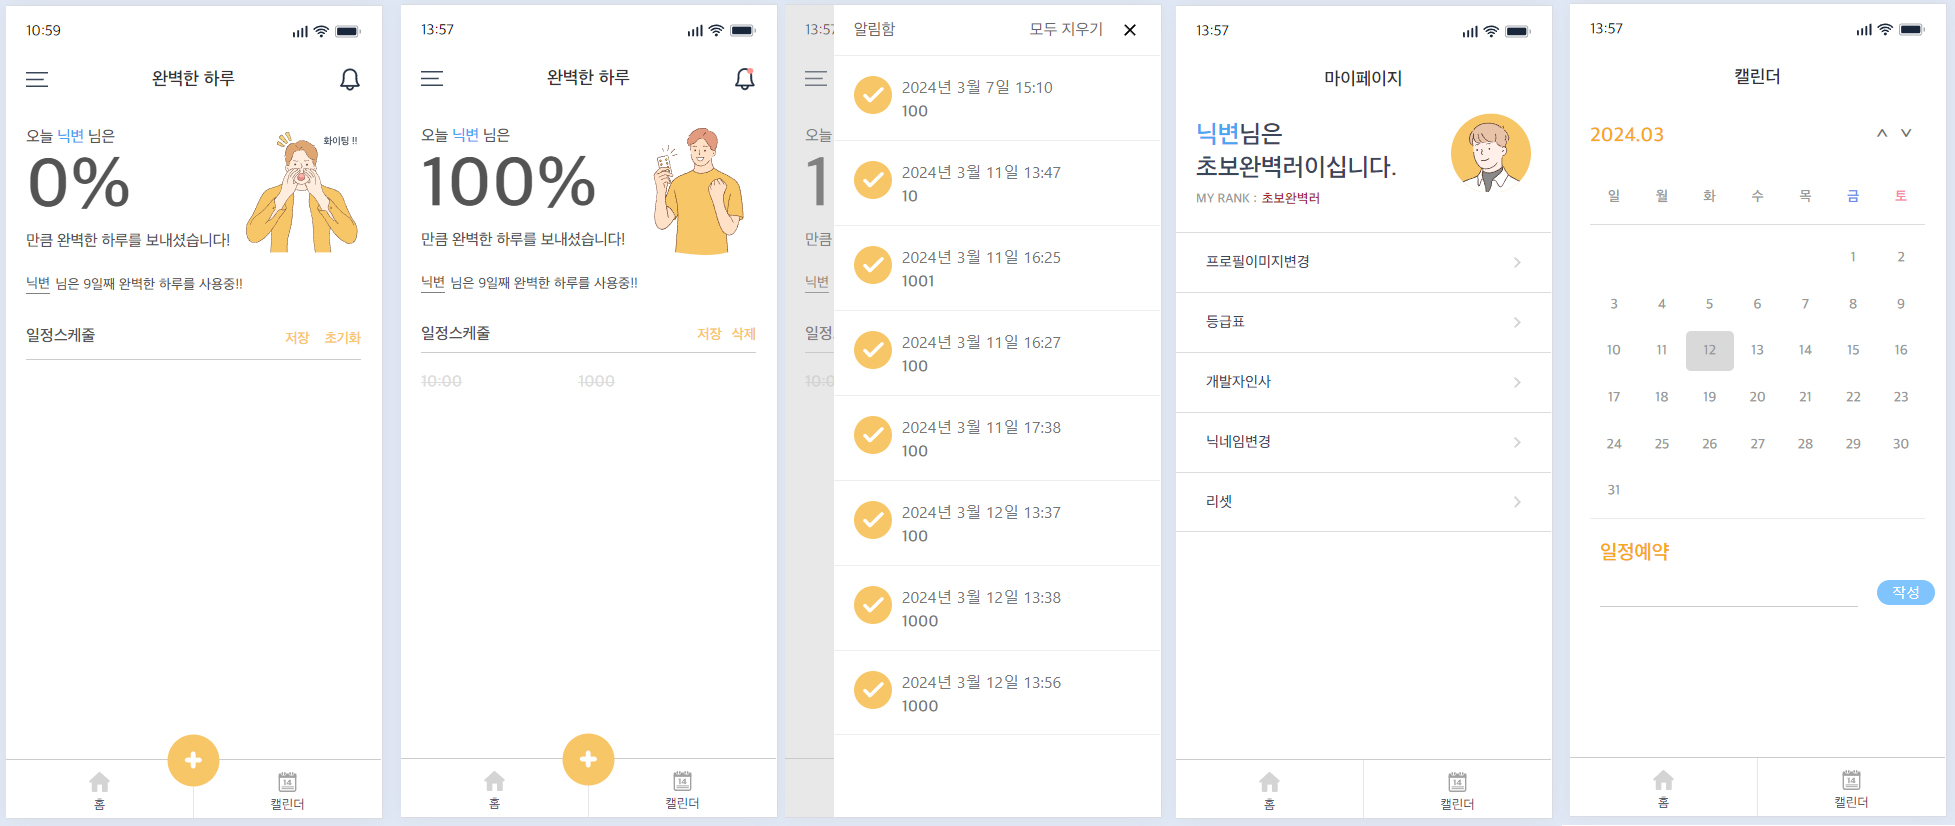 10:59
완벽한 하루
오늘 닉변 님은
화이팅 !!
0%
만큼 완벽한 하루를 보내셨습니다!
닉변 님은 9일째 완벽한 하루를 사용중!!
일정스케줄 저장 초기화
홈 캘린더
13:57
완벽한 하루
오늘 닉변 님은
100%
만큼 완벽한 하루를 보내셨습니다!
닉변 님은 9일째 완벽한 하루를 사용중!!
일정스케줄 저장 삭제
10:00 1000
홈 캘린더
13:57
오늘
1
만큼
닉변
일정
10:0
알림함 모두 지우기
2024년 3월 7일 15:10
100
2024년 3월 11일 13:47
10
2024년 3월 11일 16:25
1001
2024년 3월 11일 16:27
100
2024년 3월 11일 17:38
100
2024년 3월 12일 13:37
100
2024년 3월 12일 13:38
1000
2024년 3월 12일 13:56
1000
13:57
마이페이지
닉변님은
초보완벽러이십니다.
MY RANK : 초보완벽러
프로필이미지변경
등급표
개발자인사
닉네임변경
리셋
홈 캘린더
13:57
캘린더
2024.03
일 월 화 수 목 금 토
1 2
3 4 5 6 7 8 9
10 11 12 13 14 15 16
17 18 19 20 21 22 23
24 25 26 27 28 29 30
31
일정예약
작성
홈 캘린더